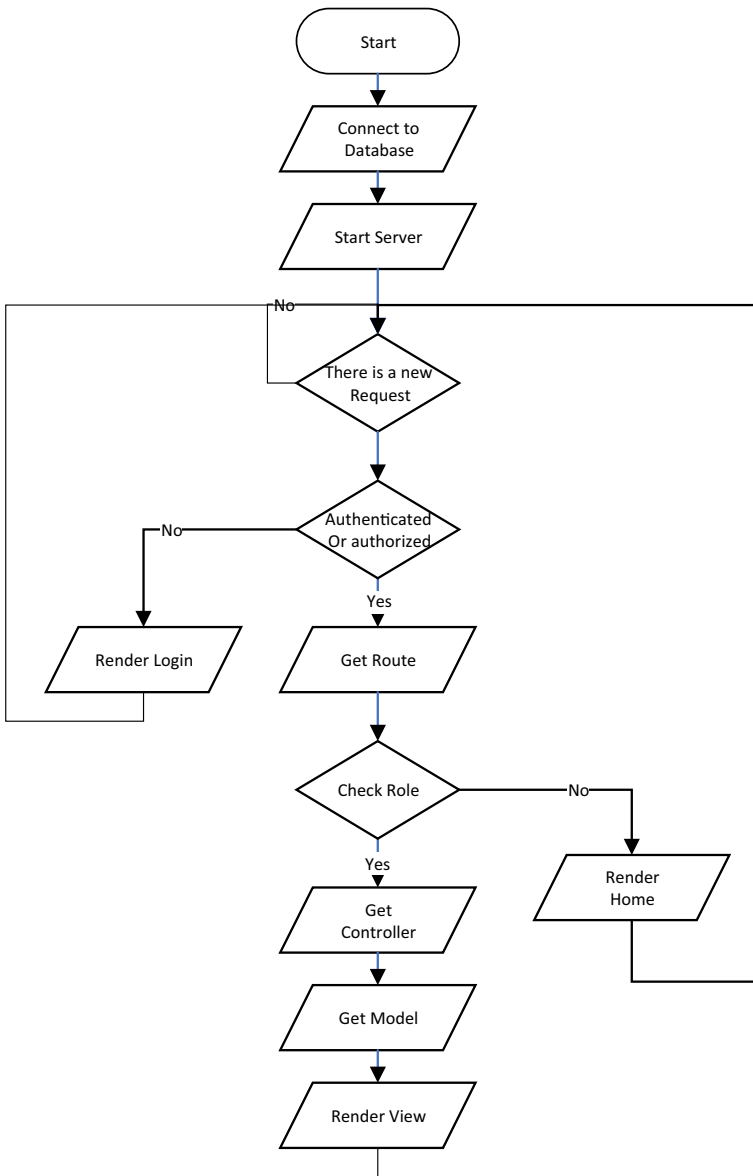 Start
Connect to
Database
Start Server
No
There is a new
Request
Authenticated
Or authorized
No
Yes
Render Login
Get Route
Check Role
No
Yes
Render
Home
Get
Controller
Get Model
Render View